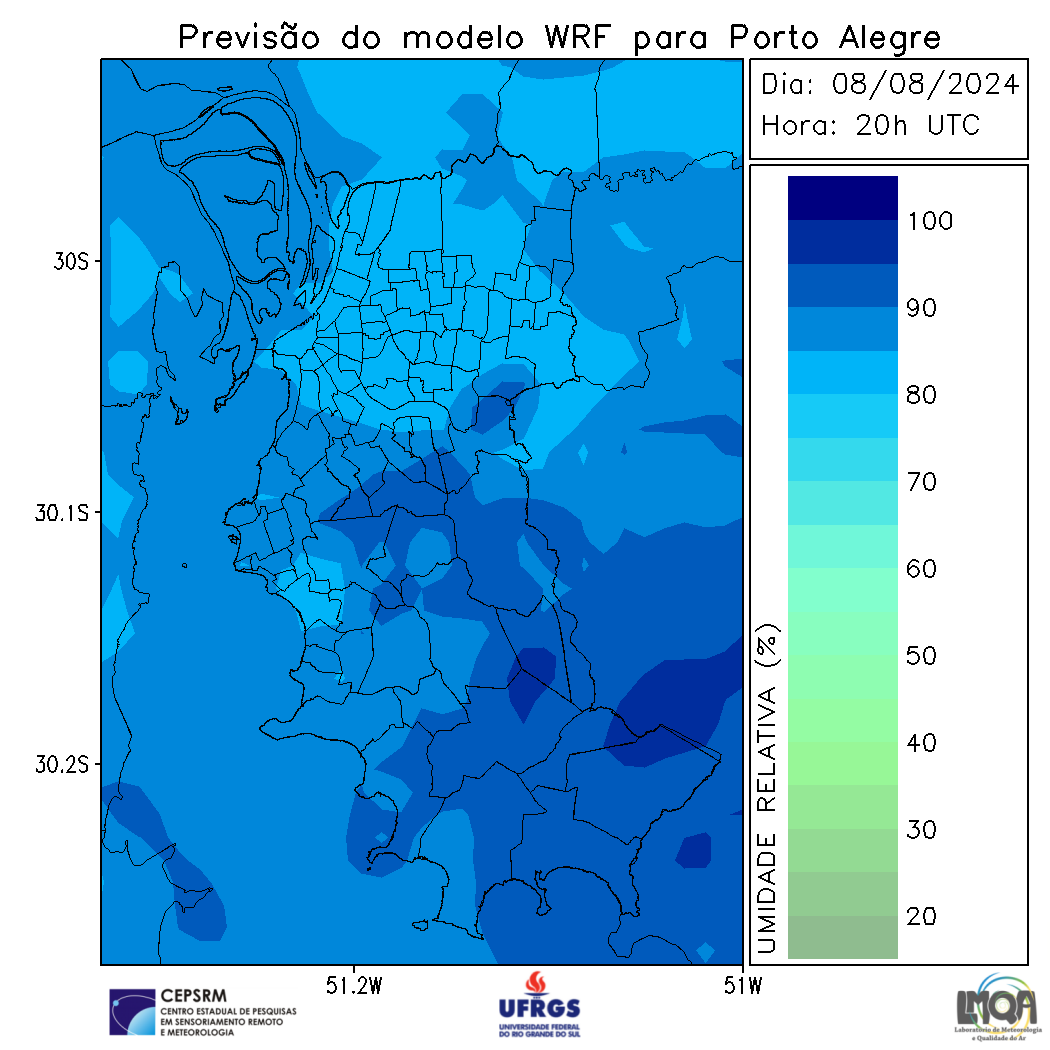 Previsão do modelo WRF para Porto Alegre
Dia: 08/08/2024
Hora: 20h UTC
100
90
80
70
60
50
40
30
20
UMIDADE RELATIVA (%)
30S
30.1S
30.2S
51.2W
51W
CEPSRM
CENTRO ESTADUAL DE PESQUISAS
EM SENSORIAMENTO REMOTO
E METEOROLOGIA
UFRGS
UNIVERSIDADE FEDERAL
DO RIO GRANDE DO SUL
LMQA
Laboratório de Meteorologia
e Qualidade do Ar